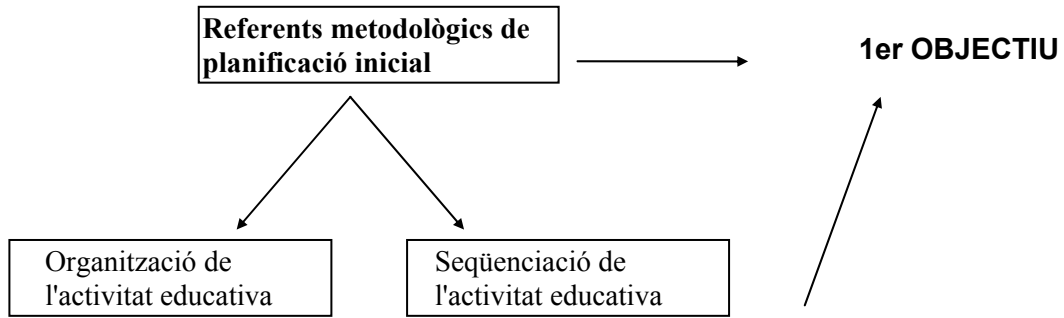 Referents metodològics de
planificació inicial
1er OBJECTIU
Organització de
l'activitat educativa
Seqüenciació de
l'activitat educativa